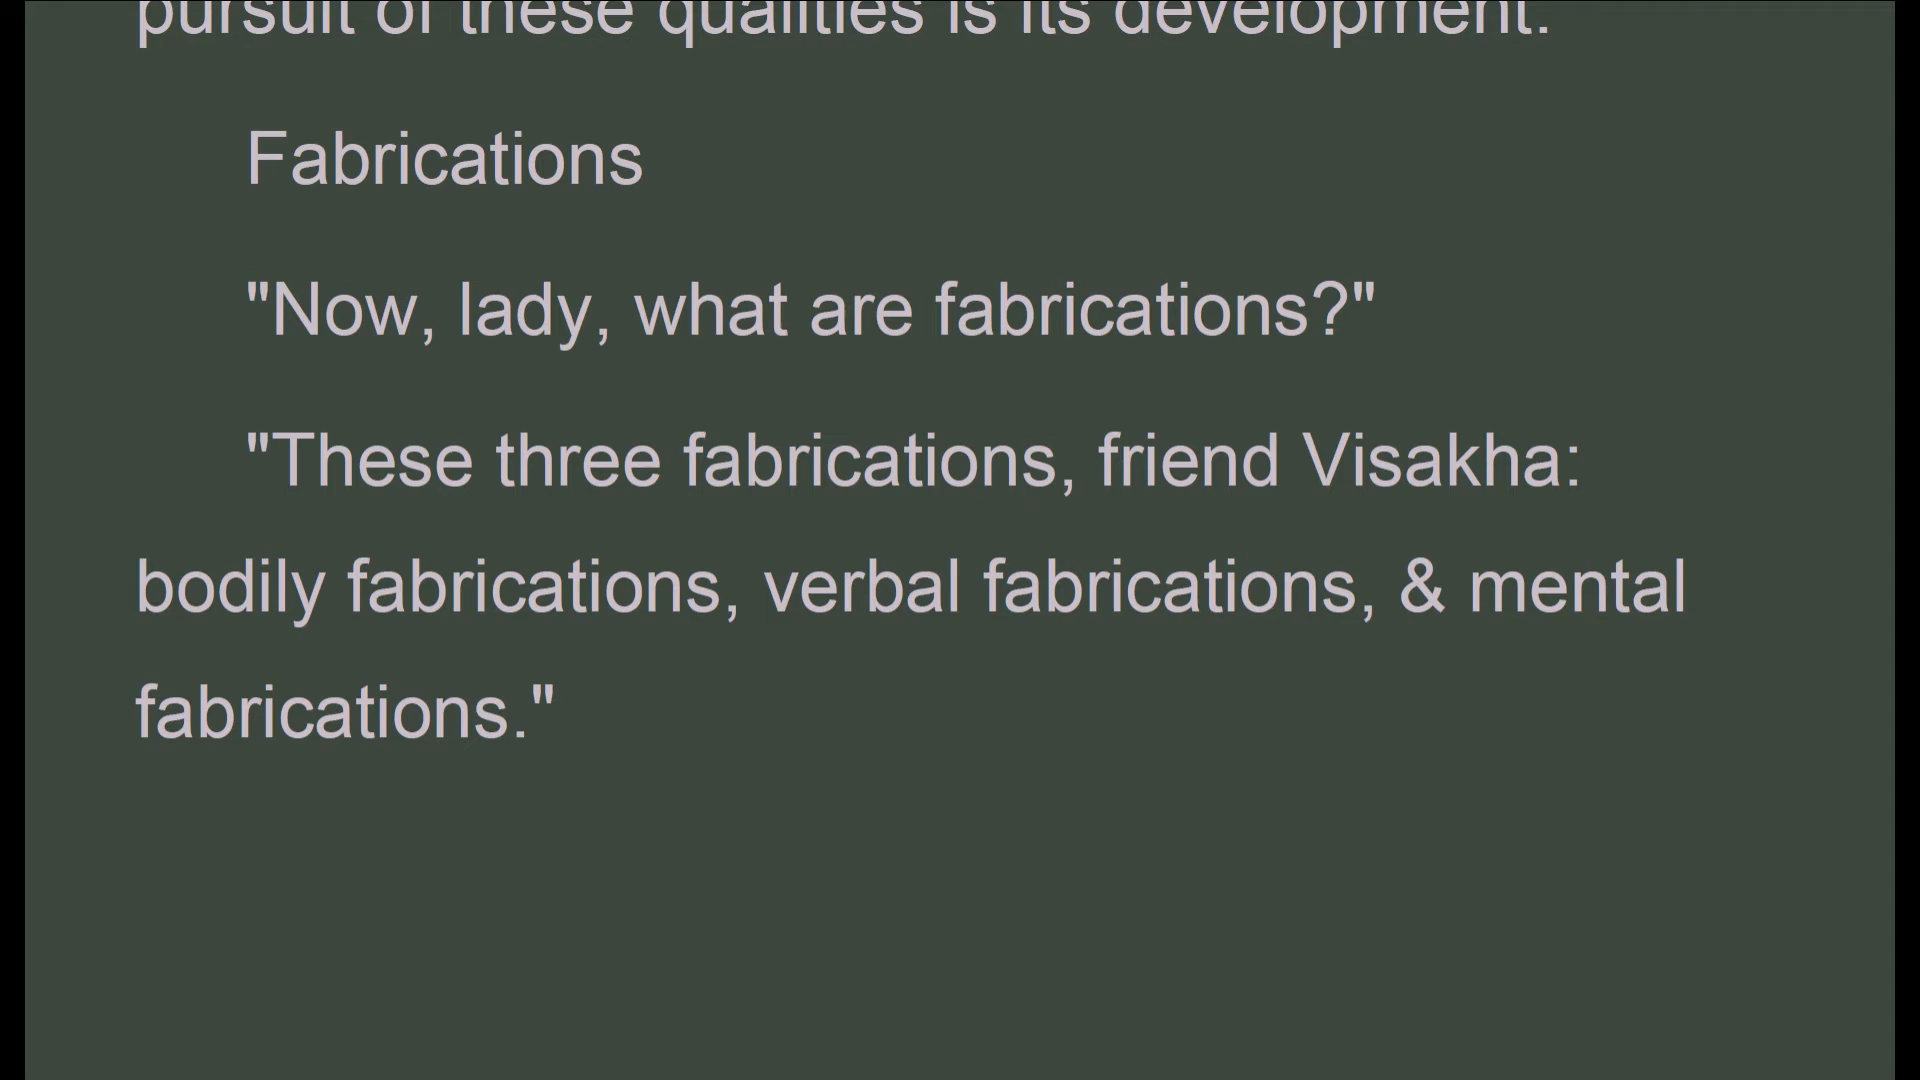 pursuit of these qualities is its development.
Fabrications
"Now, lady, what are fabrications?"
"These three fabrications, friend Visakha:
bodily fabrications, verbal fabrications, & mental
fabrications."